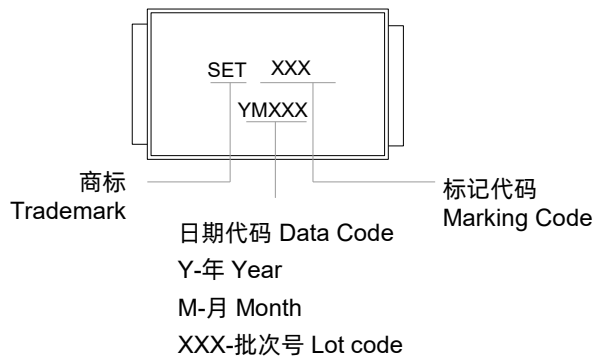 SET XXX
YMXXX
商标
Trademark
标记代码
Marking Code
日期代码 Data Code
Y-年 Year
M-月 Month
XXX-批次号 Lot code